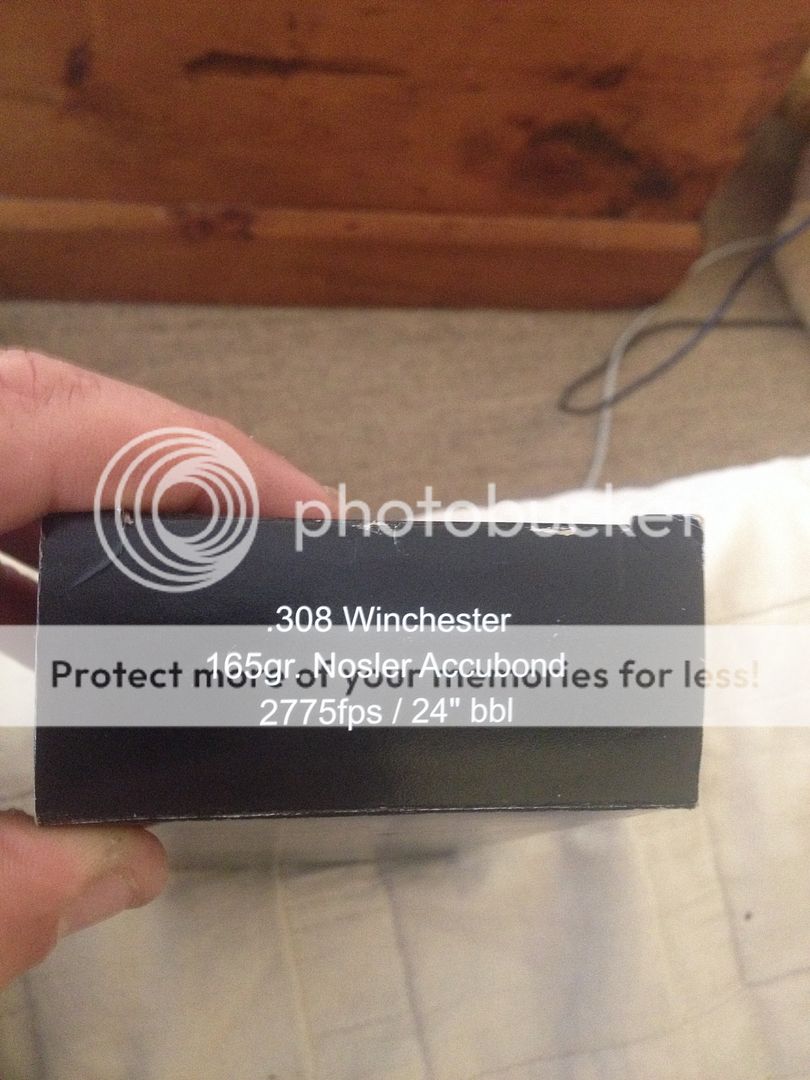 photobucket
.308 Winchester
165gr. Nosler Accubond
Protect more of your memories for less!
2775fps / 24" bbl